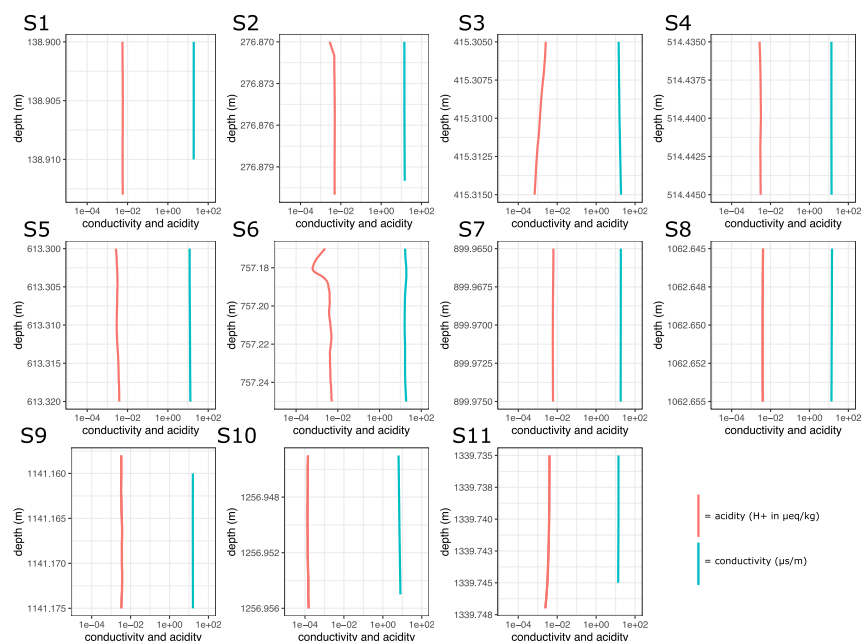 S1
138.900
138.905
138.910
depth (m)
1e−04
1e−02
1e+00
1e+02
conductivity and acidity
S2
276.870
276.873
276.876
276.879
depth (m)
1e−04
1e−02
1e+00
1e+02
conductivity and acidity
S3
415.3050
415.3075
415.3100
415.3125
415.3150
depth (m)
1e−04
1e−02
1e+00
1e+02
conductivity and acidity
S4
514.4350
514.4375
514.4400
514.4425
514.4450
depth (m)
1e−04
1e−02
1e+00
1e+02
conductivity and acidity
S5
613.300
613.305
613.310
613.315
613.320
depth (m)
1e−04
1e−02
1e+00
1e+02
conductivity and acidity
S6
757.18
757.20
757.22
757.24
depth (m)
1e−04
1e−02
1e+00
1e+02
conductivity and acidity
S7
899.9650
899.9675
899.9700
899.9725
899.9750
depth (m)
1e−04
1e−02
1e+00
1e+02
conductivity and acidity
S8
1062.645
1062.648
1062.650
1062.652
1062.655
depth (m)
1e−04
1e−02
1e+00
1e+02
conductivity and acidity
S9
1141.160
1141.165
1141.170
1141.175
depth (m)
1e−04
1e−02
1e+00
1e+02
conductivity and acidity
S10
1256.948
1256.952
1256.956
depth (m)
1e−04
1e−02
1e+00
1e+02
conductivity and acidity
S11
1339.735
1339.738
1339.740
1339.743
1339.745
1339.748
depth (m)
1e−04
1e−02
1e+00
1e+02
conductivity and acidity
= acidity (H+ in µeq/kg)
= conductivity (µs/m)